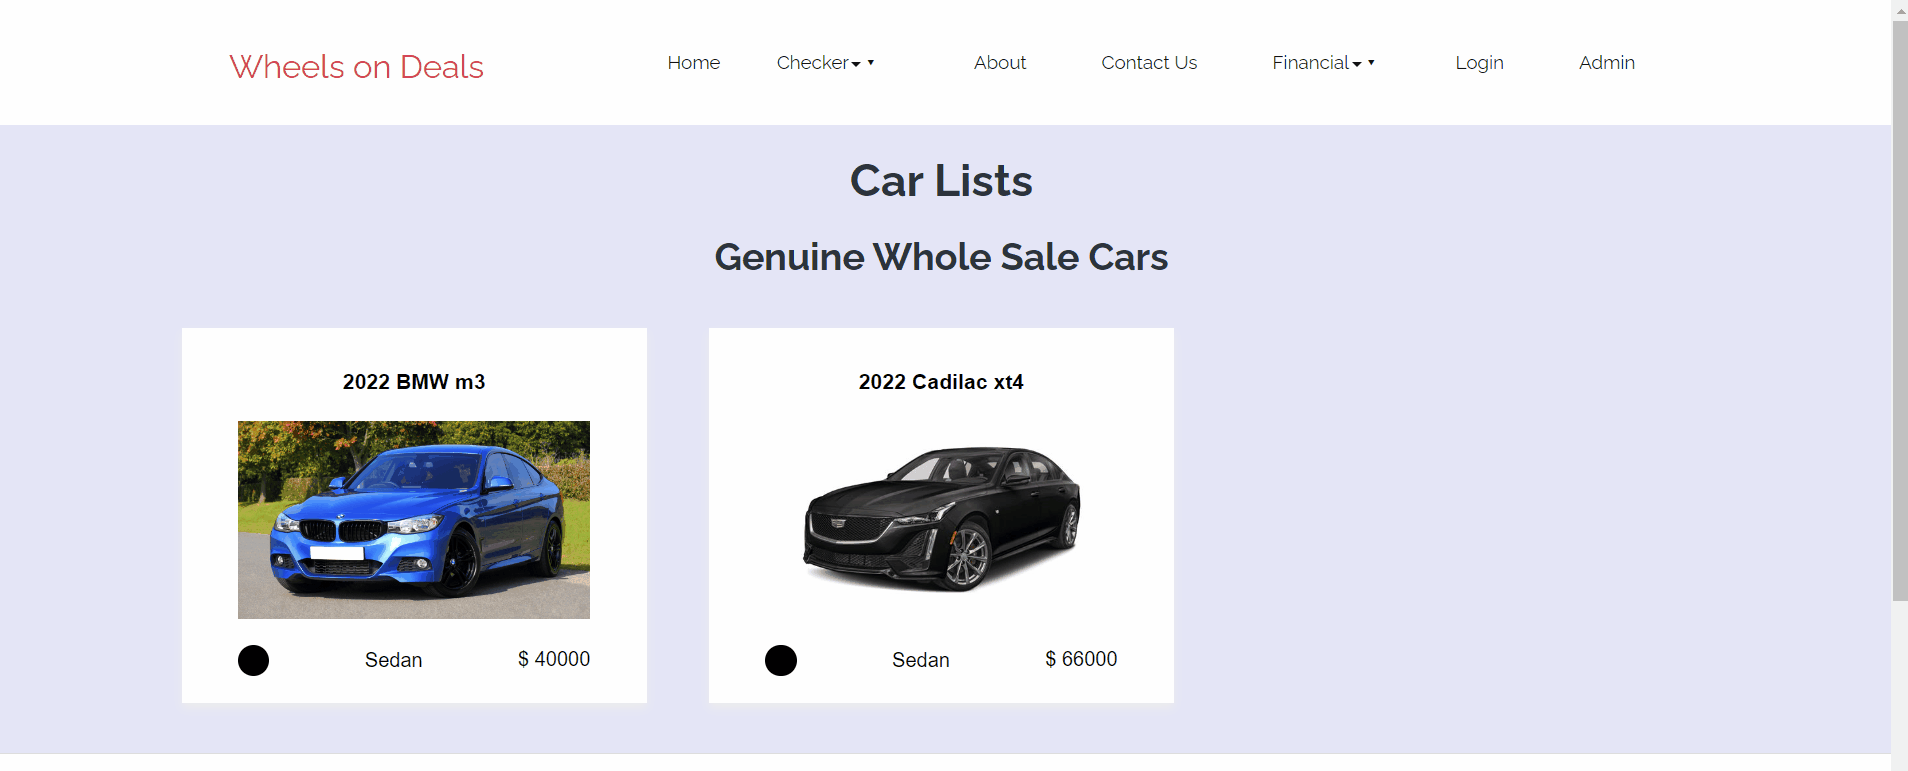 Wheels on Deals
Home Checker About Contact Us Financial Login Admin
Car Lists
Genuine Whole Sale Cars
2022 BMW m3
Sedan $ 40000
2022 Cadilac xt4
Sedan $ 66000